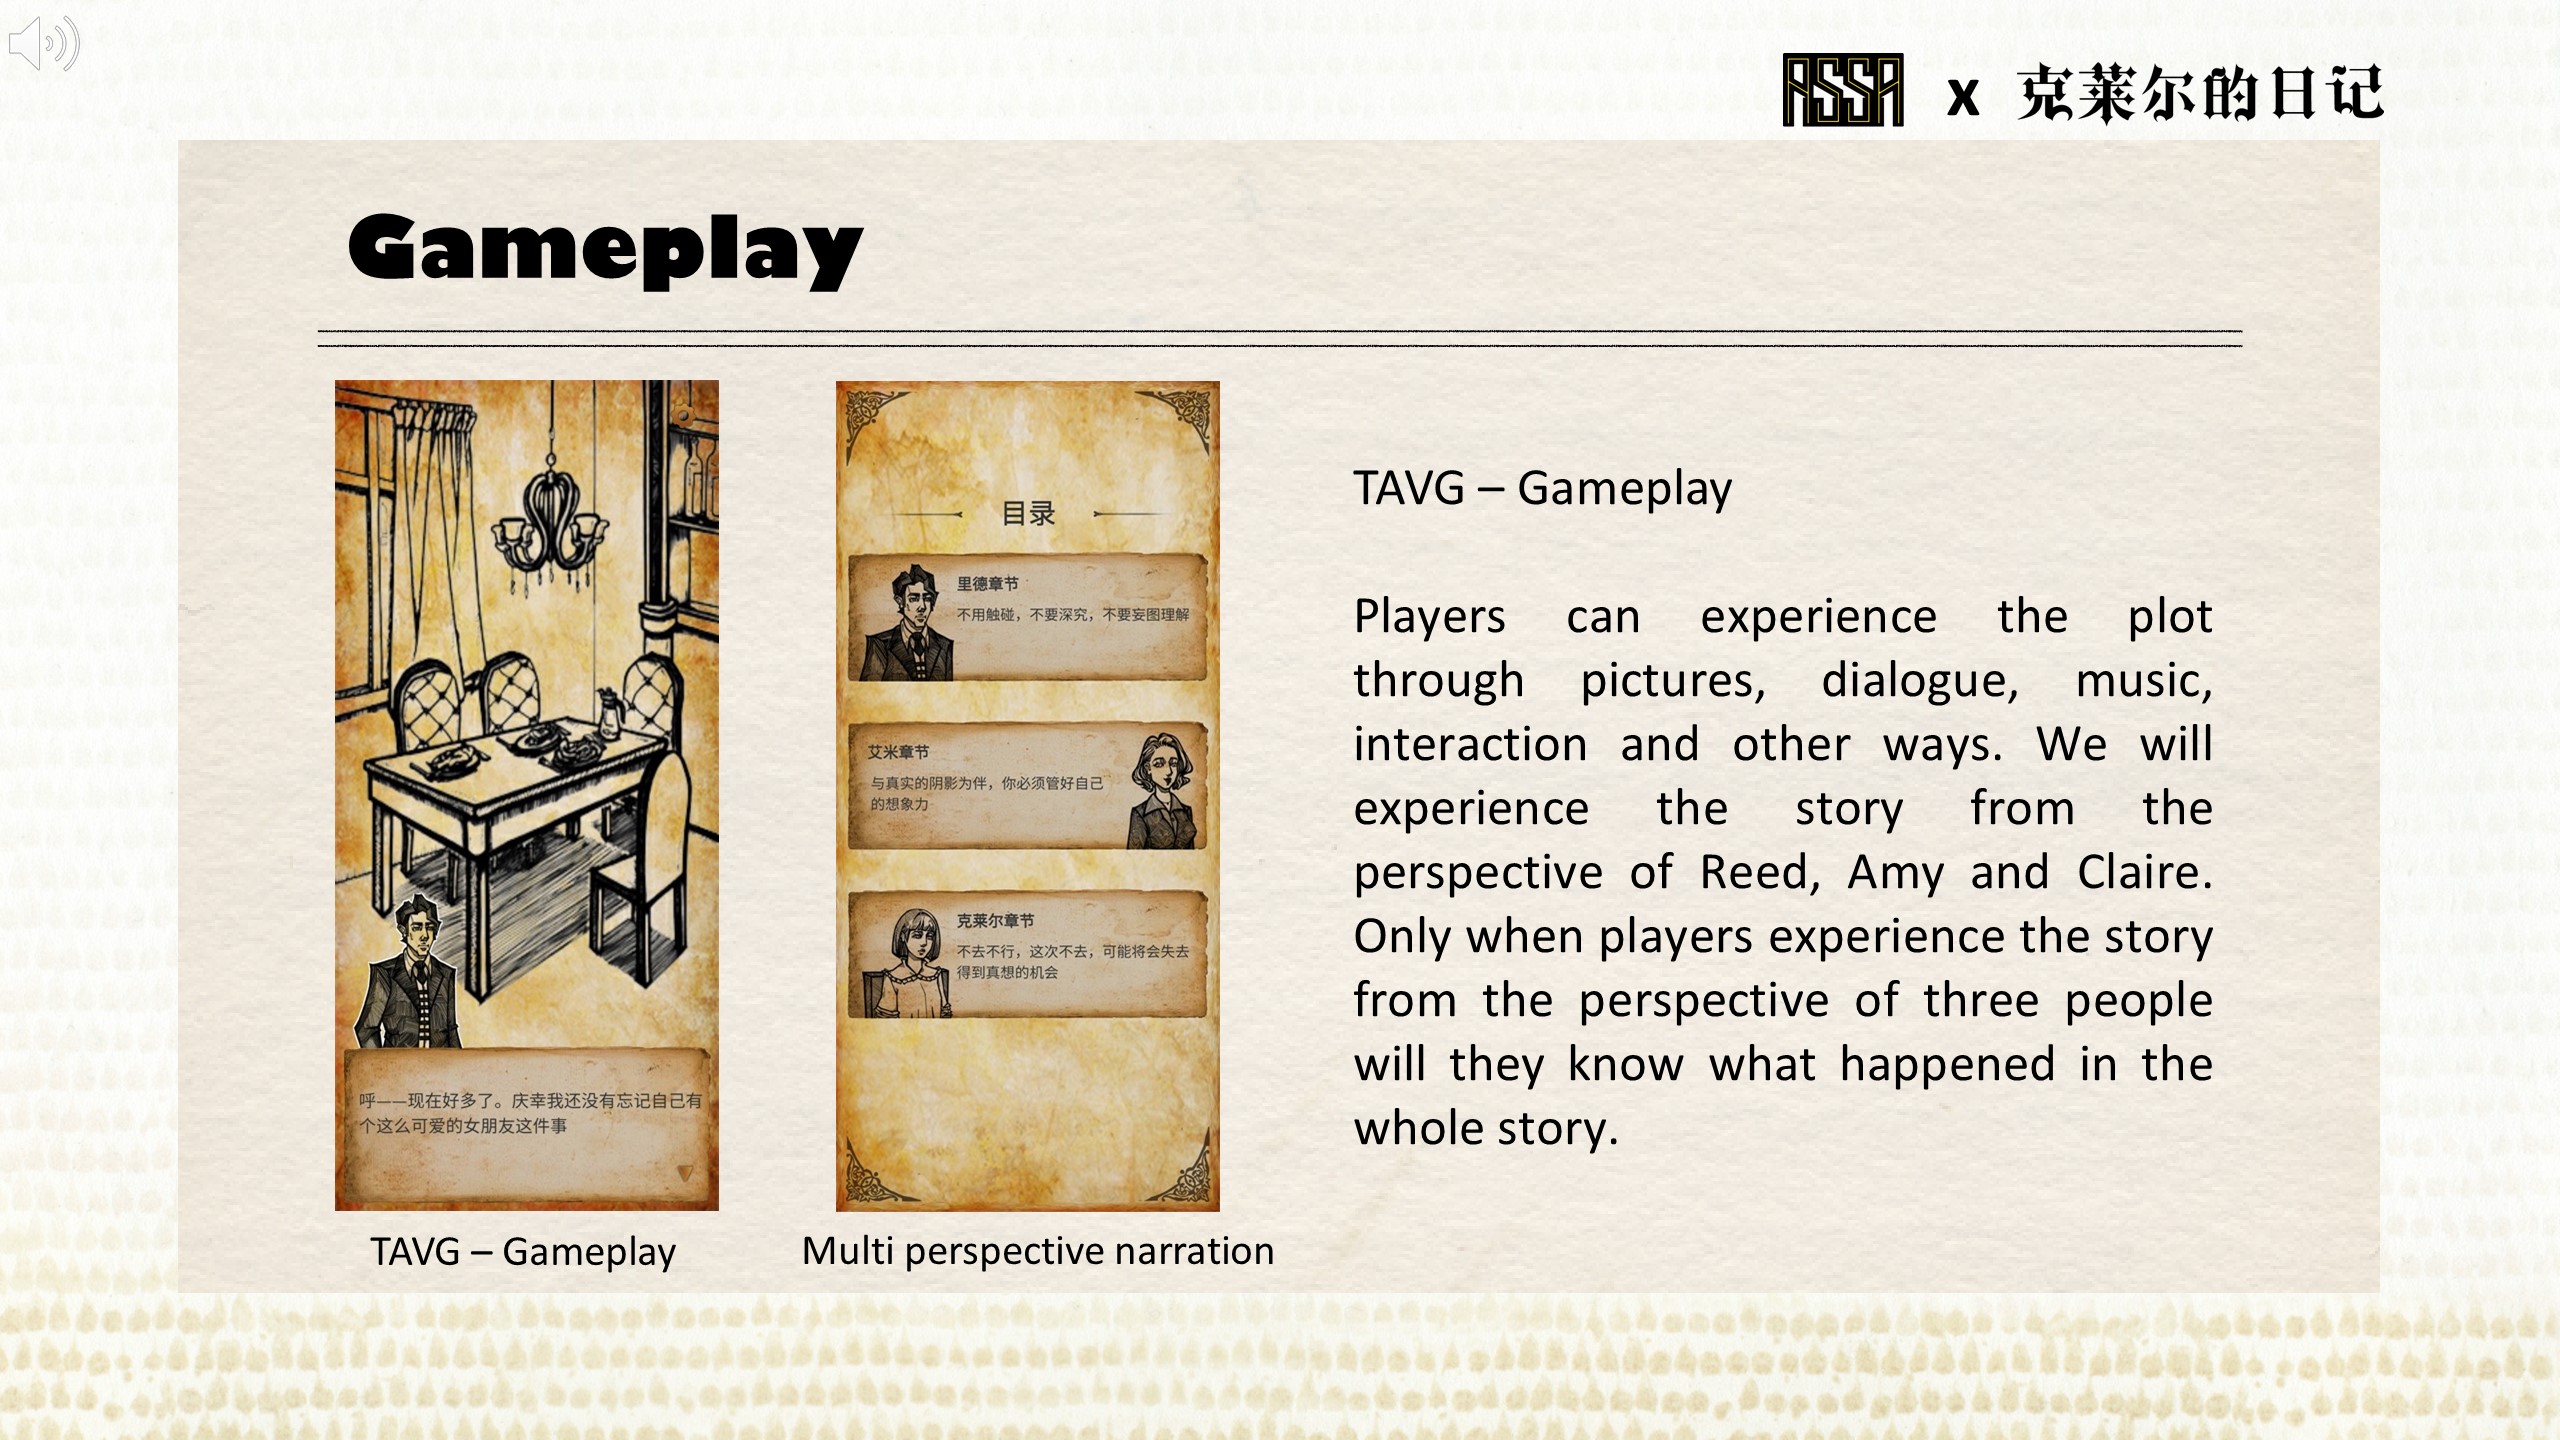 ASSA x 克莱尔的日记
Gameplay
呼——现在好多了。庆幸我还没有忘记自己有
个这么可爱的女朋友这件事
TAVG – Gameplay
目录
里德章节
不用触碰，不要深究，不要妄图理解
艾米章节
与真实的阴影为伴，你必须管好自己
的想象力
克莱尔章节
不去不行，这次不去，可能将会失去
得到真想的机会
Multi perspective narration
TAVG – Gameplay
Players can experience the plot
through pictures, dialogue, music,
interaction and other ways. We will
experience the story from the
perspective of Reed, Amy and Claire.
Only when players experience the story
from the perspective of three people
will they know what happened in the
whole story.